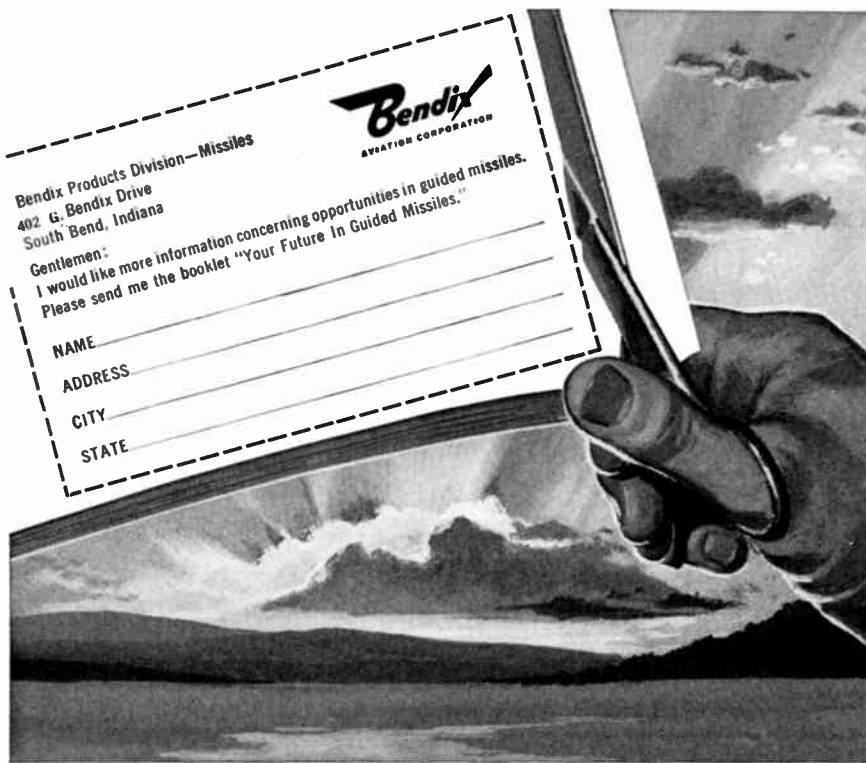 Bendix
AVIATION CORPORATION
Bendix Products Division—Missiles
402 G, Bendix Drive
South Bend, Indiana
Gentlemen:
I would like more information concerning opportunities in guided missiles.
Please send me the booklet "Your Future In Guided Missiles."
NAME
ADDRESS
CITY
STATE